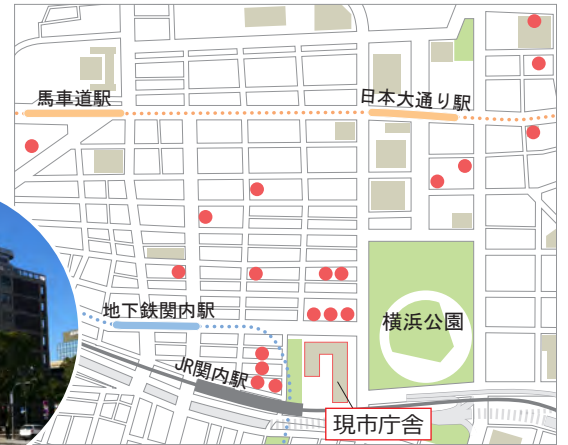 馬車道駅
日本大通り駅
地下鉄関内駅
横浜公園
JR関内駅
現市庁舎